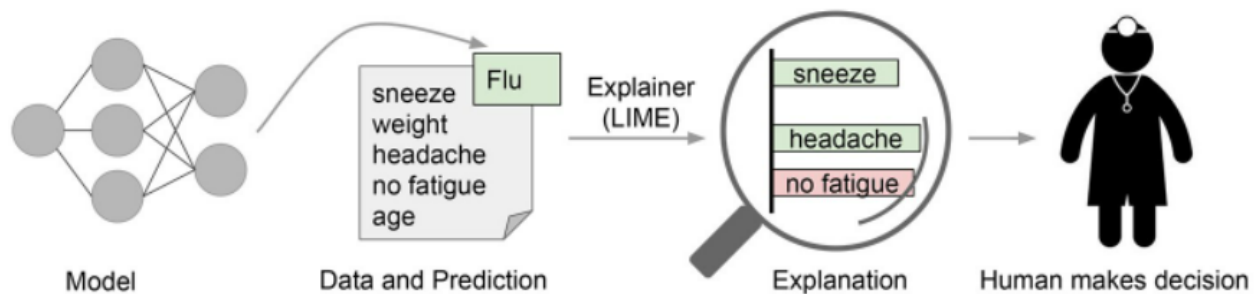 Flu
sneeze
weight
headache
no fatigue
age
Explainer
(LIME)
sneeze
headache
no fatigue
Model
Data and Prediction
Explanation
Human makes decision